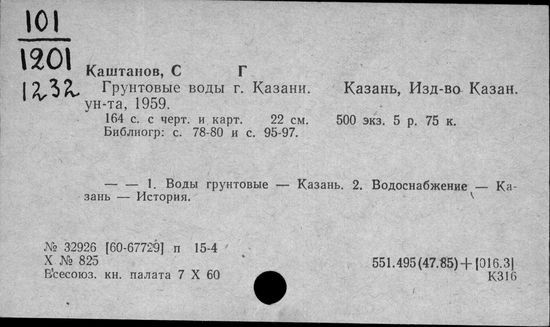 101
1201
1232
Каштанов, С Г
Грунтовые воды г. Казани. Казань, Изд-во Казан.
ун-та, 1959.
164 с. с черт. и карт. 22 см. 500 экз. 5 р. 75 к.
Библиогр: с. 78-80 и с. 95-97.
— — 1. Воды грунтовые — Казань. 2. Водоснабжение — Ка-
зань — История.
№ 32926 [60-67729] п 15-4
X № 825
Всесоюз. кн. палата 7 X 60
551.495(47.85)+[016.3]
К316